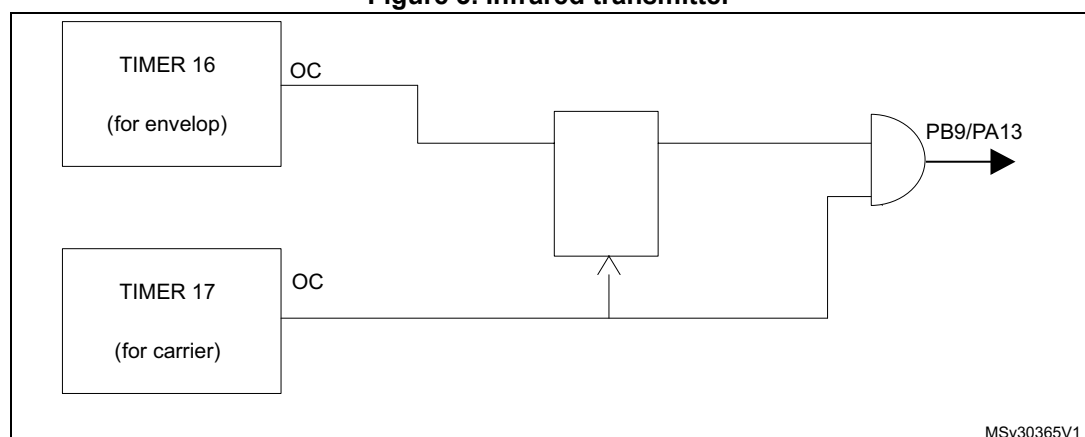 Figure 3. Infrared transmitter
TIMER 16
(for envelop)
OC
PB9/PA13
TIMER 17
(for carrier)
OC
MSv30365V1